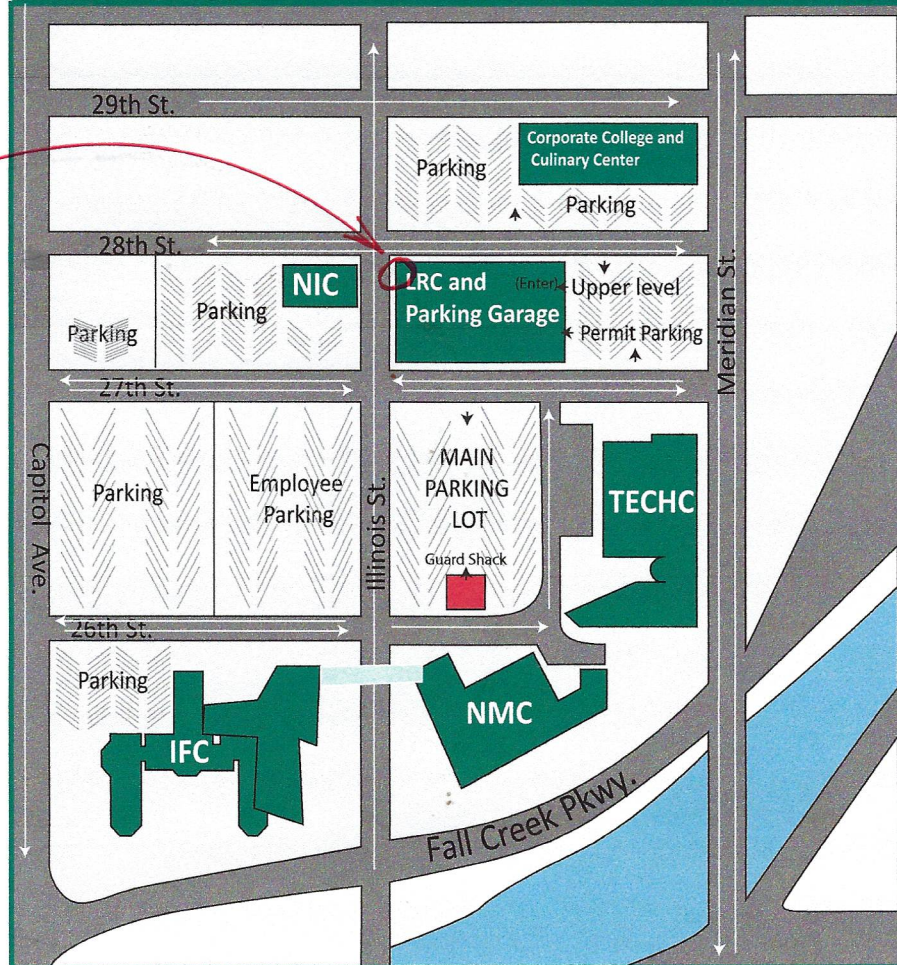 29th St.
Corporate College and
Culinary Center
Parking
Parking
28th St.
NIC
Parking
Parking
LRC and
Parking Garage
(Enter)
Upper level
Permit Parking
Meridian St.
27th St.
Capitol Ave.
Parking
Employee
Parking
Illinois St.
MAIN
PARKING
LOT
Guard Shack
TECHC
26th St.
Parking
IFC
NMC
Fall Creek Pkwy.